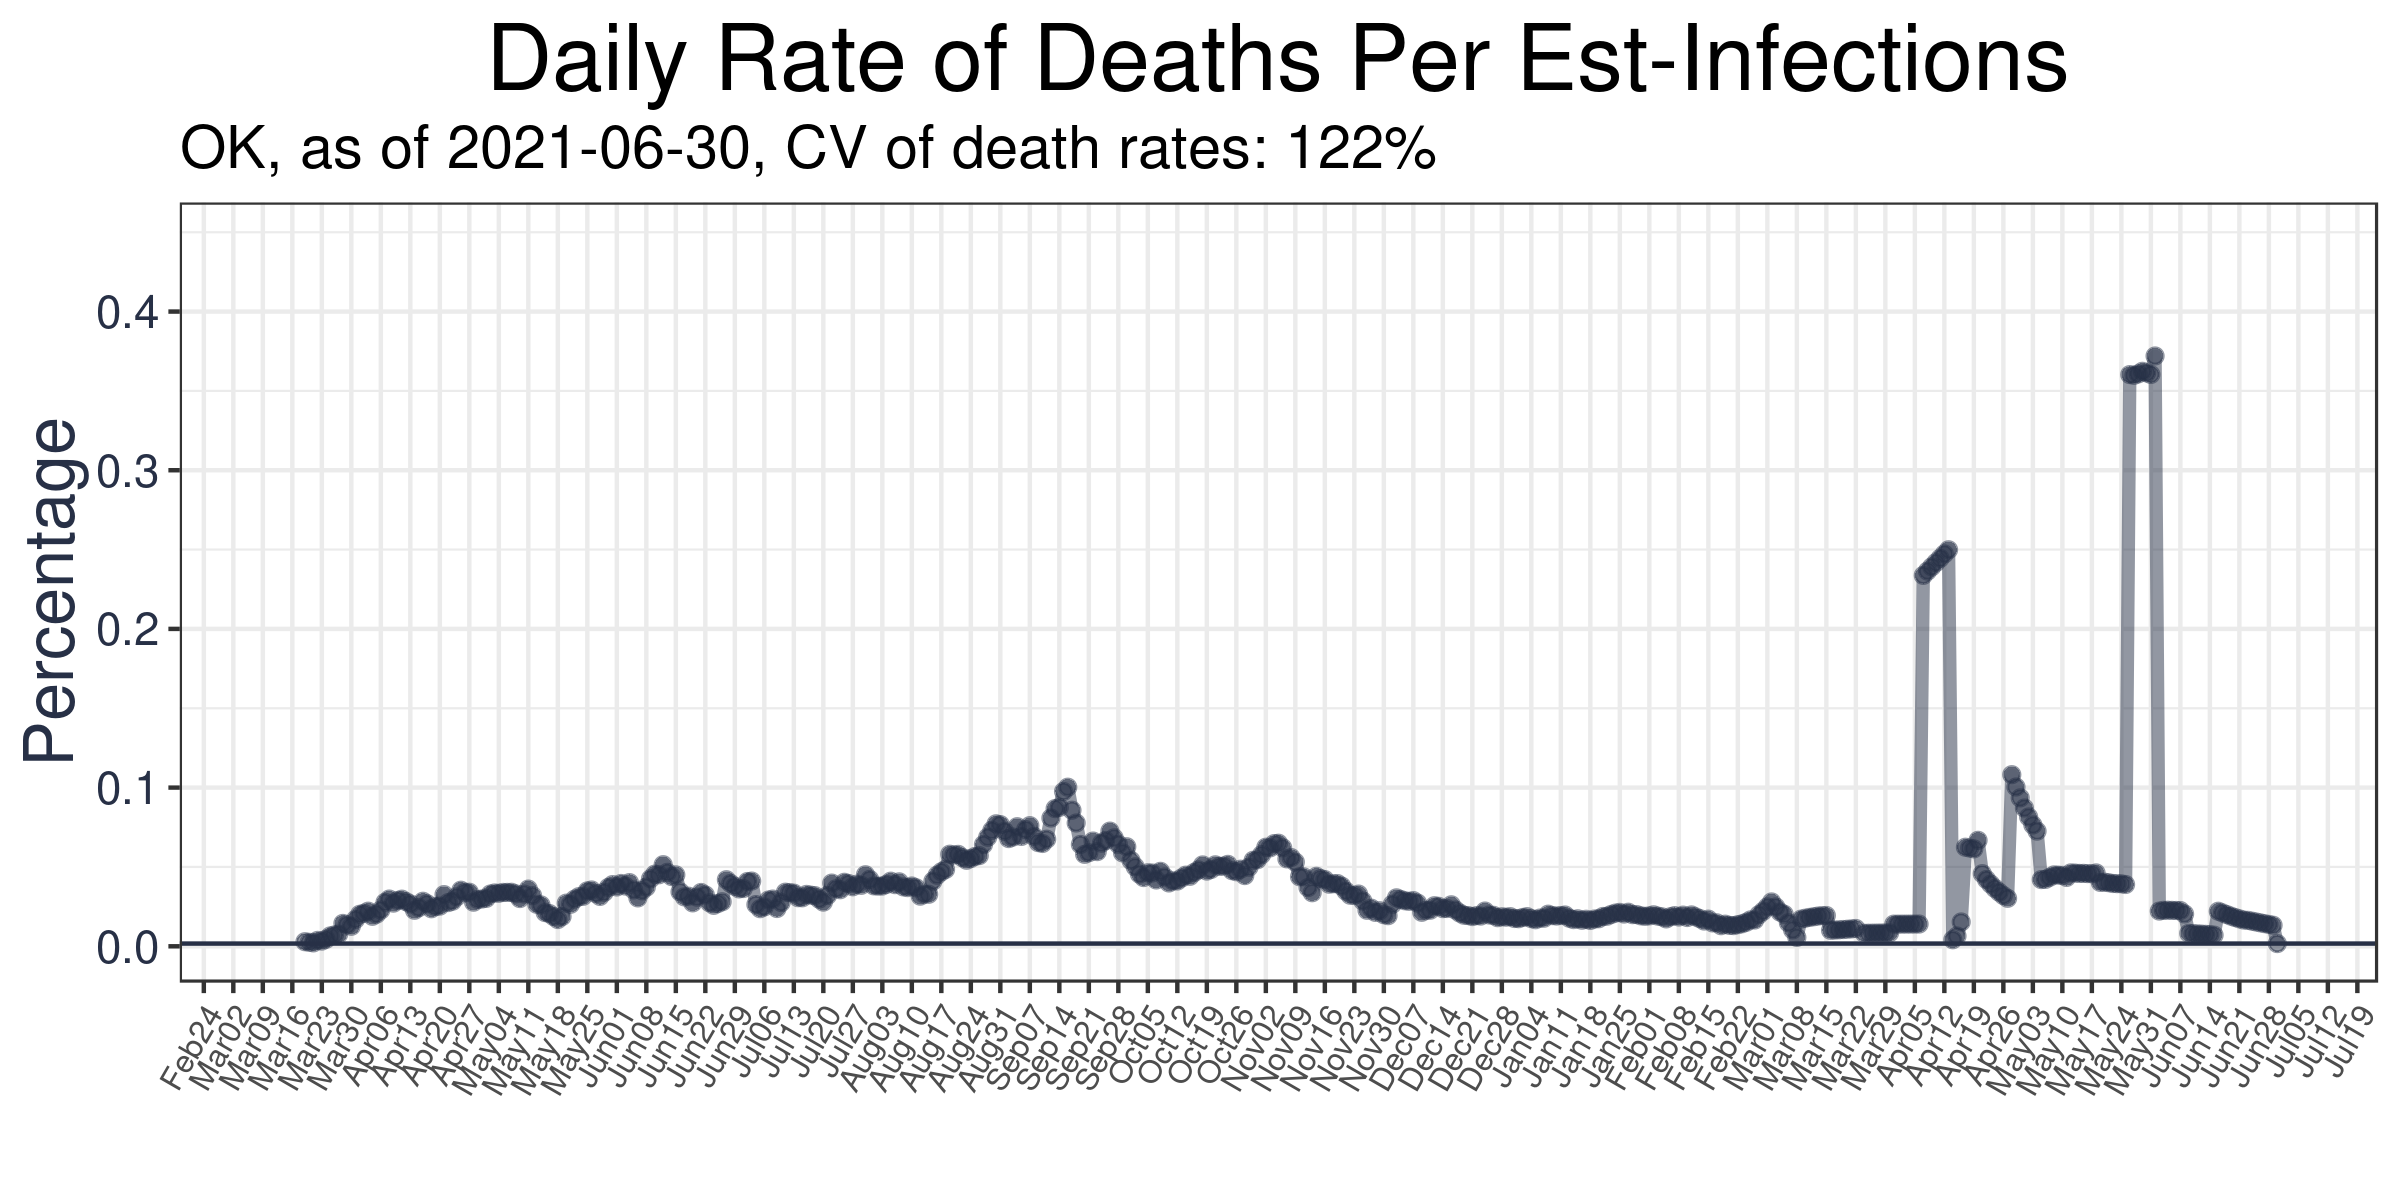 Daily Rate of Deaths Per Est-Infections
OK, as of 2021-06-30, CV of death rates: 122%
Percentage
0.4
0.3
0.2
0.1
0.0
Feb24
Mar02
Mar09
Mar16
Mar23
Mar30
Apr06
Apr13
Apr20
Apr27
May04
May11
May18
May25
Jun01
Jun08
Jun15
Jun22
Jun29
Jul06
Jul13
Jul20
Jul27
Aug03
Aug10
Aug17
Aug24
Aug31
Sep07
Sep14
Sep21
Sep28
Oct05
Oct12
Oct19
Oct26
Nov02
Nov09
Nov16
Nov23
Nov30
Dec07
Dec14
Dec21
Dec28
Jan04
Jan11
Jan18
Jan25
Feb01
Feb08
Feb15
Feb22
Mar01
Mar08
Mar15
Mar22
Mar29
Apr05
Apr12
Apr19
Apr26
May03
May10
May17
May24
May31
Jun07
Jun14
Jun21
Jun28
Jul05
Jul12
Jul19